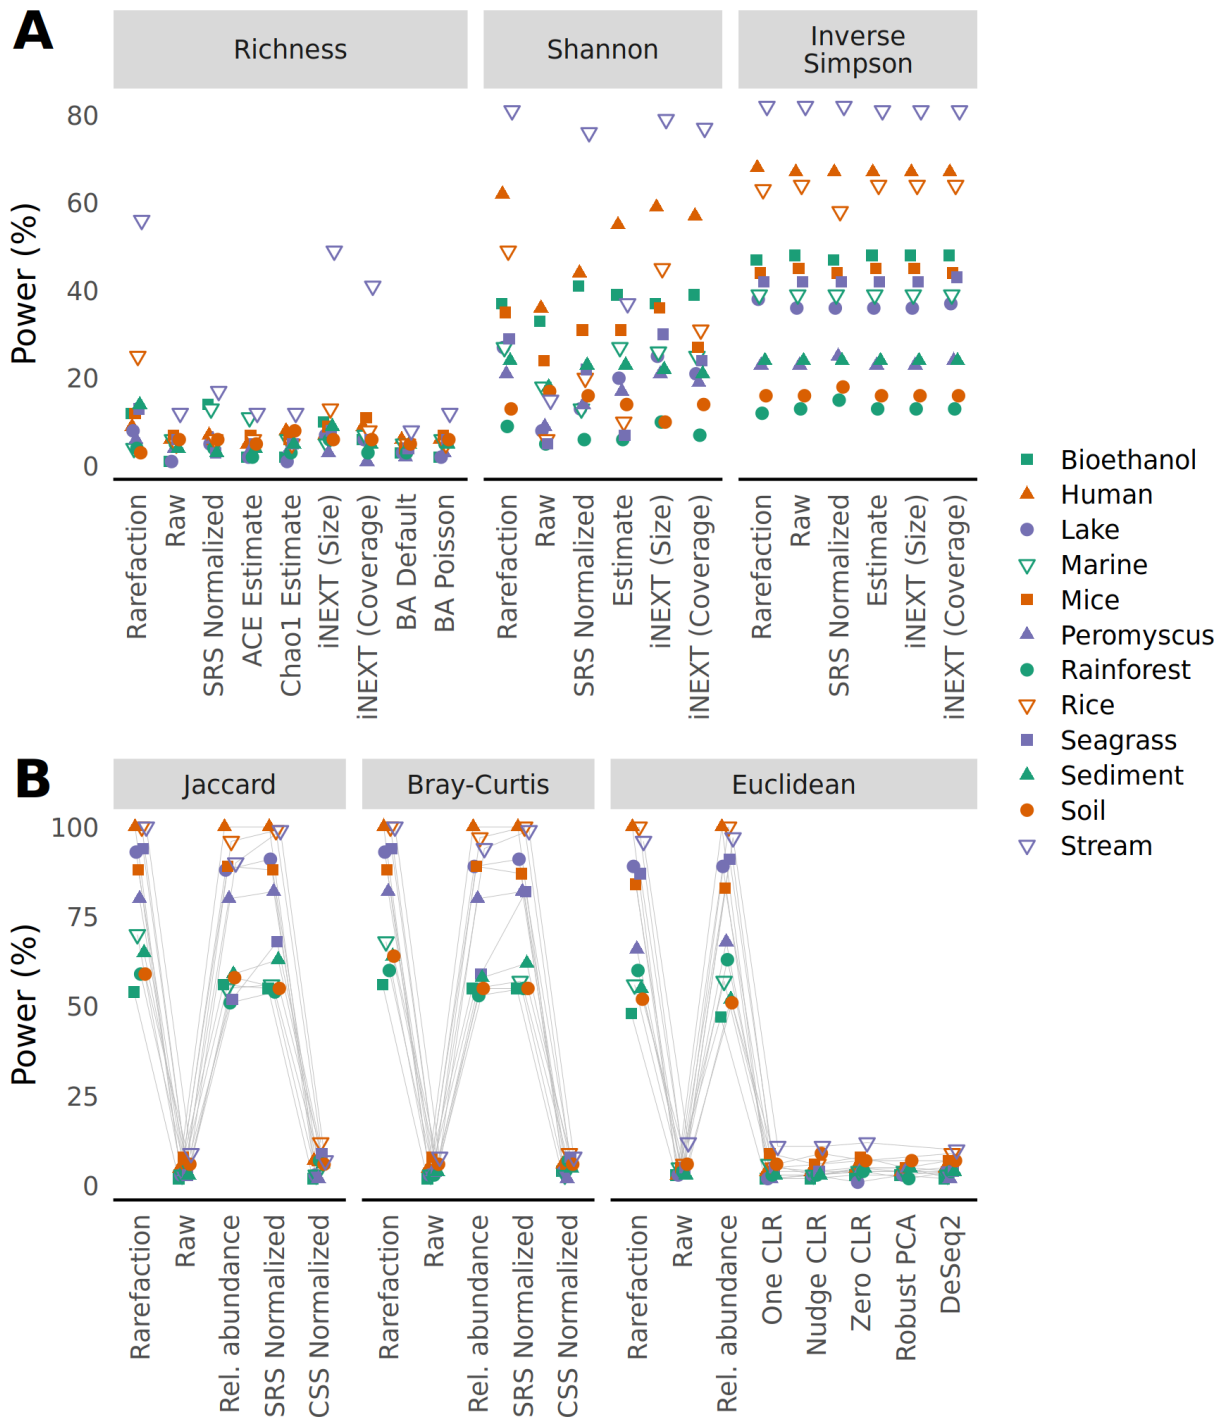 A
Richness
Shannon
Inverse
Simpson
Power (%)
80
60
40
20
0
Rarefaction
Raw
SRS Normalized
ACE Estimate
Chao1 Estimate
iNEXT (Size)
iNEXT (Coverage)
BA Default
BA Poisson
Rarefaction
Raw
SRS Normalized
Estimate
iNEXT (Size)
iNEXT (Coverage)
Rarefaction
Raw
SRS Normalized
Estimate
iNEXT (Size)
iNEXT (Coverage)
Bioethanol
Human
Lake
Marine
Mice
Peromyscus
Rainforest
Rice
Seagrass
Sediment
Soil
Stream
B
Jaccard
Bray-Curtis
Euclidean
Power (%)
100
75
50
25
0
Rarefaction
Raw
Rel. abundance
SRS Normalized
CSS Normalized
Rarefaction
Raw
Rel. abundance
SRS Normalized
CSS Normalized
Rarefaction
Raw
Rel. abundance
One CLR
Nudge CLR
Zero CLR
Robust PCA
DeSeq2